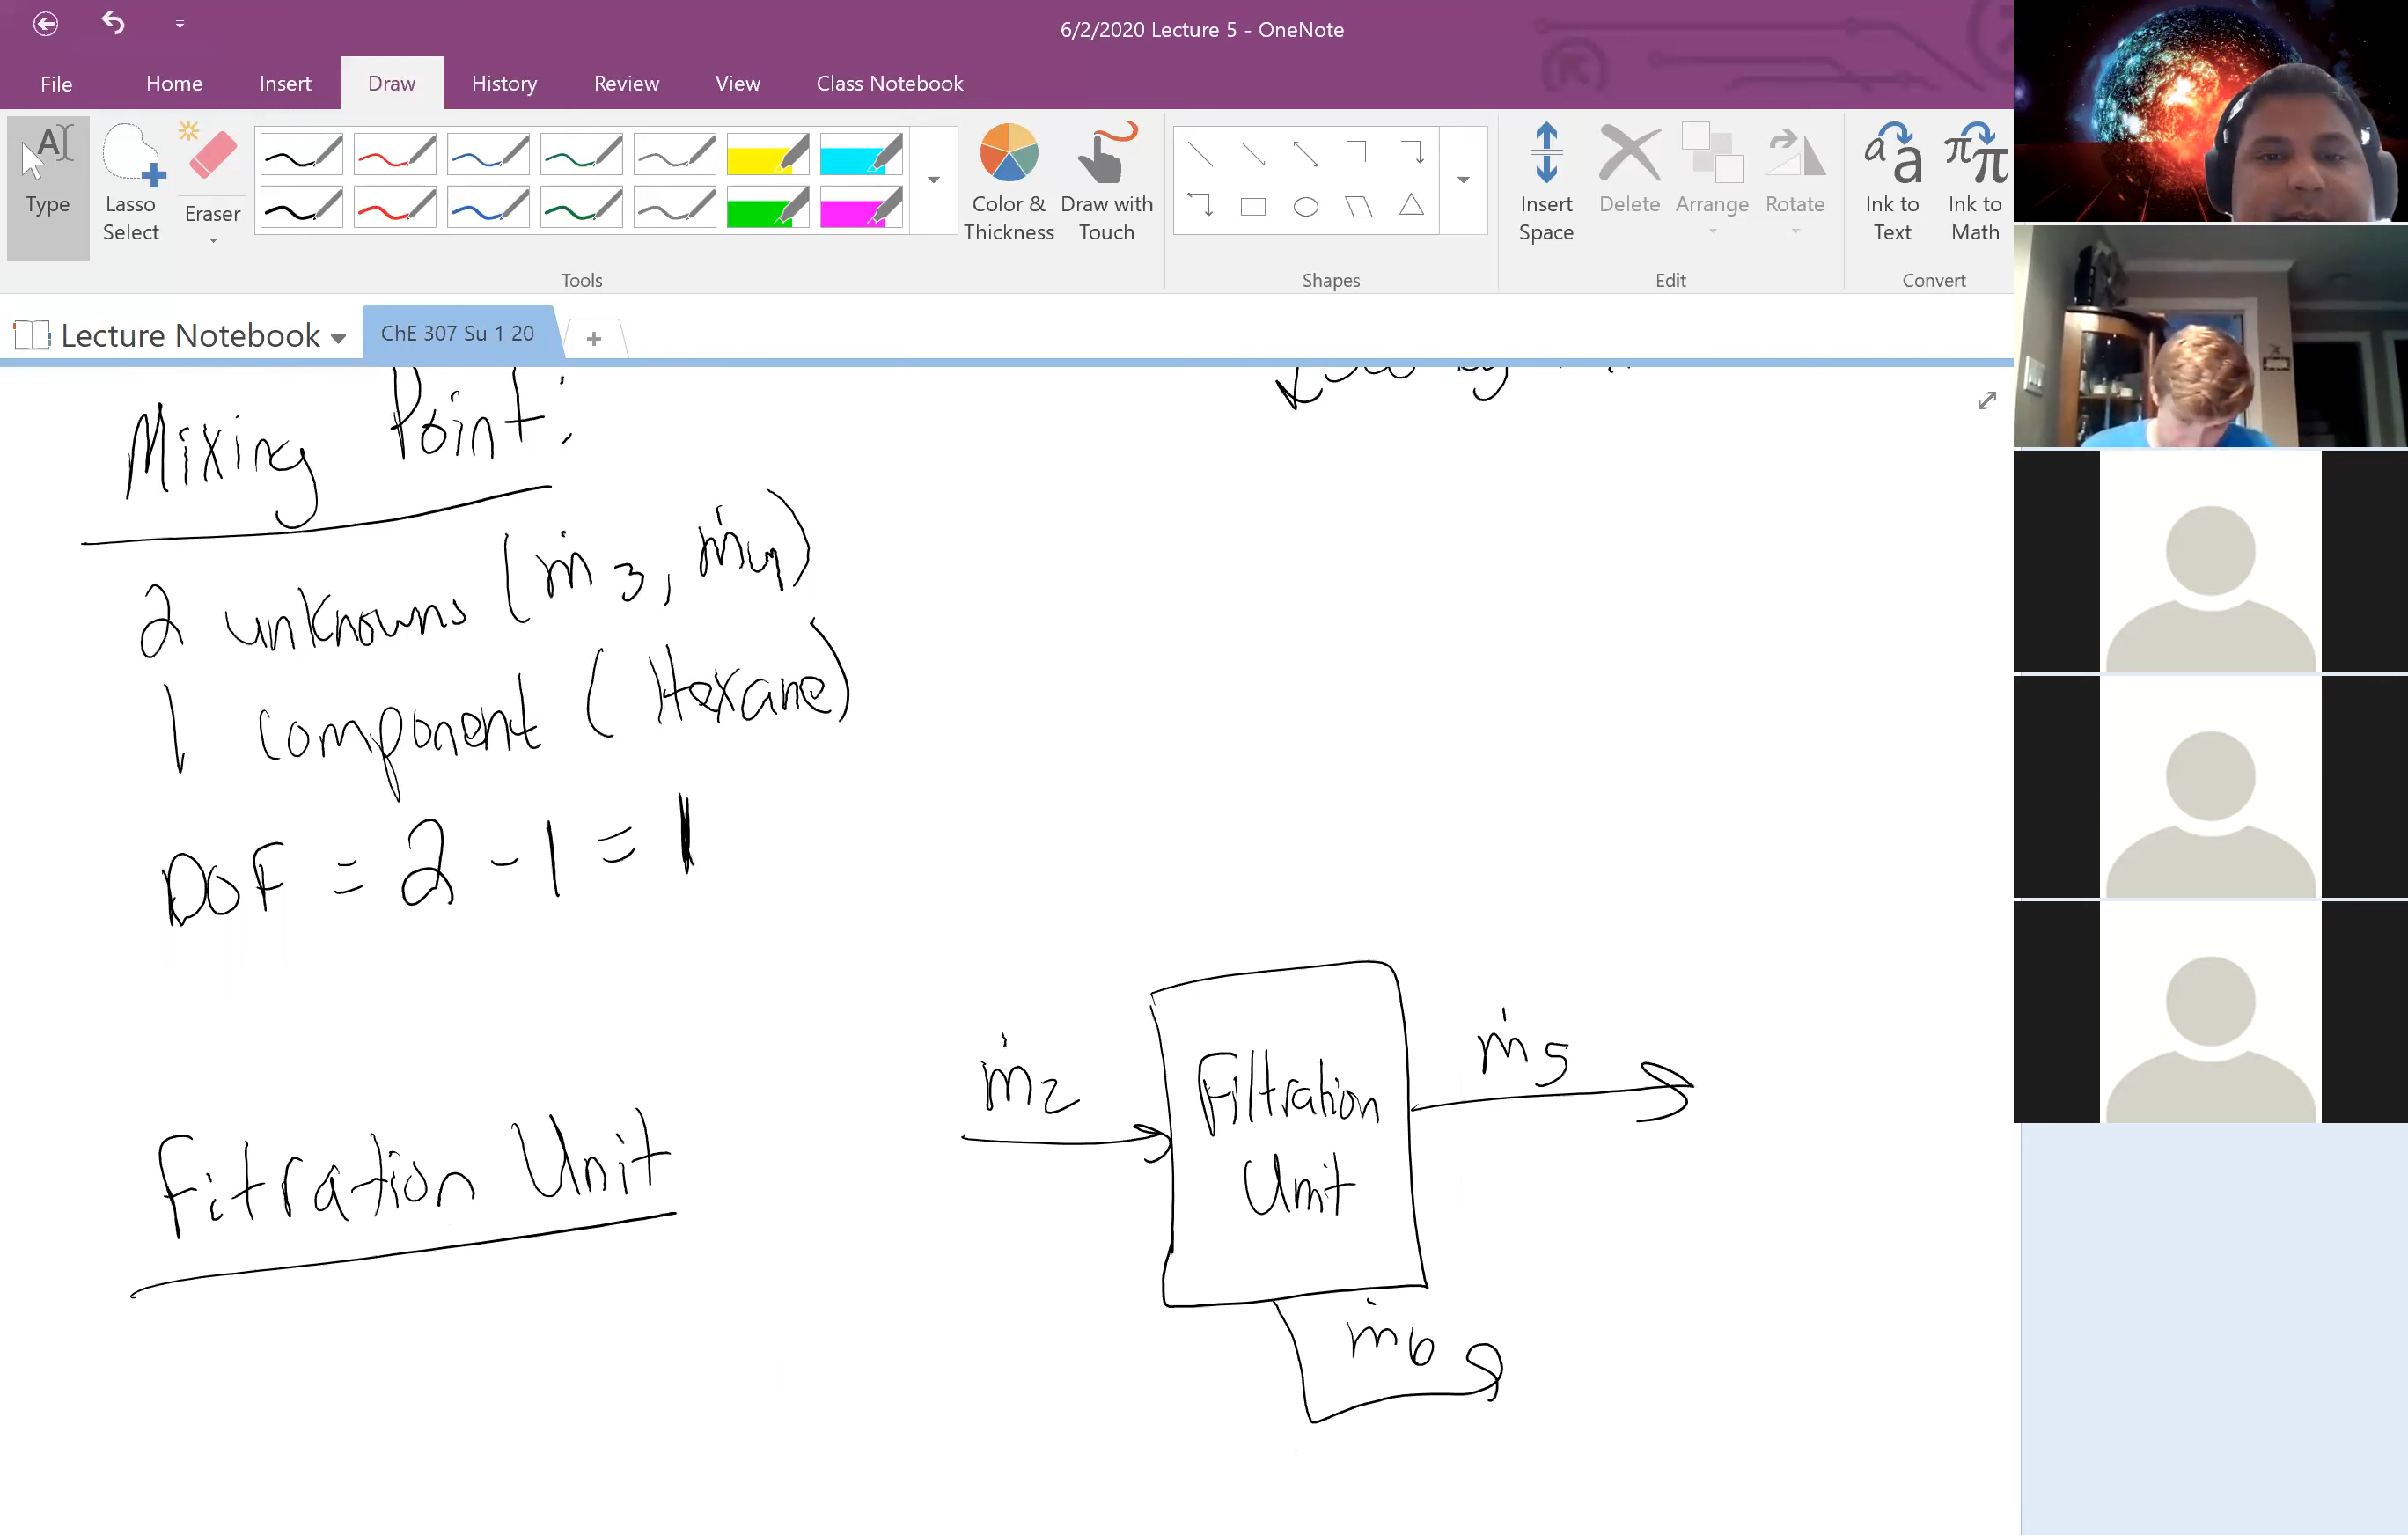 6/2/2020 Lecture 5 - OneNote
File Home Insert Draw History Review View Class Notebook
Type
Lasso Select
Eraser
Color & Thickness
Draw with Touch
Insert Space
Delete
Arrange
Rotate
Ink to Text
Ink to Math
Tools
Shapes
Edit
Convert
Lecture Notebook
ChE 307 Su 1 20
+
Mixing Point:
2 unknowns (ṁ3, ṁ4)
1 component (Hexane)
DOF = 2 - 1 = 1
Fitration Unit
ṁ2
Filtration
Unit
ṁ5
ṁ6